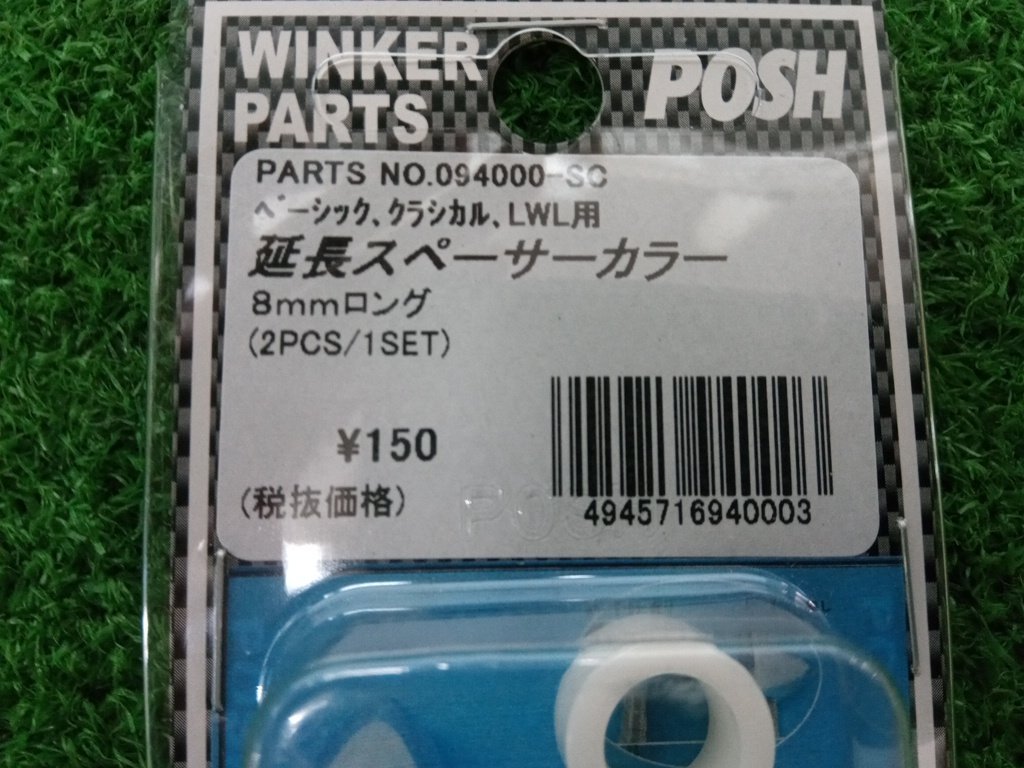 WINKER
PARTS
POSH
PARTS NO.094000-SC
ベーシック、クラシカル、LWL用
延長スペーサーカラー
8mmロング
(2PCS/1SET)
¥150
(税抜価格)
4945716940003